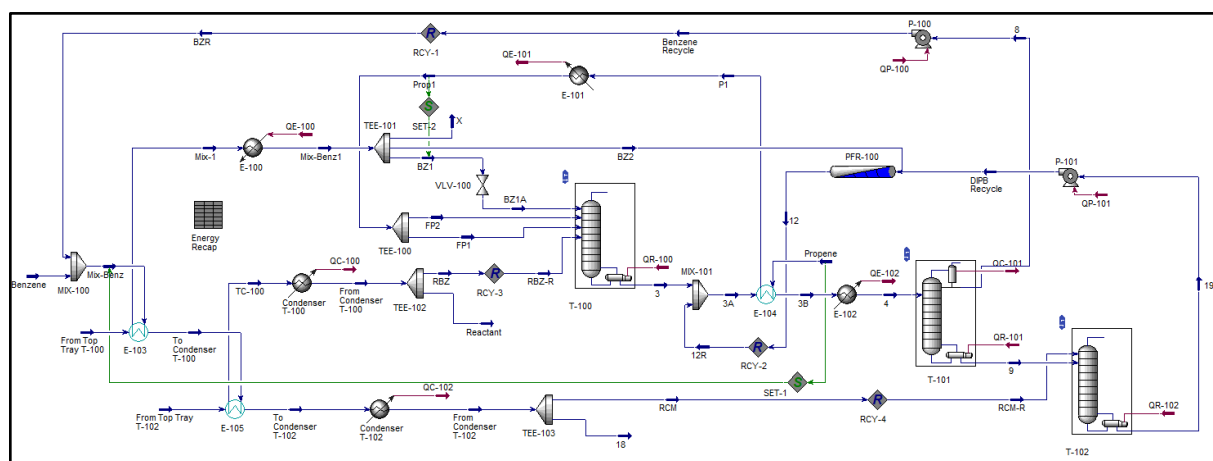 BZR
R
RCY-1
Benzene
Recycle
P-100
8
QP-100
QE-101
Prop1
E-101
P1
S
SET-2
TEE-101
X
QE-100
Mix-1
E-100
Mix-Benz1
BZ1
BZ2
PFR-100
DIPB
Recycle
P-101
QP-101
VLV-100
BZ1A
12
Energy
Recap
FP2
FP1
TEE-100
Benzene
Mix-Benz
MIX-100
TC-100
QC-100
Condenser
T-100
From
Condenser
T-100
RBZ
R
RCY-3
RBZ-R
TEE-102
Reactant
QR-100
T-100
3
MIX-101
3A
Propene
E-104
3B
QE-102
E-102
4
QC-101
QR-101
T-101
9
19
From Top
Tray T-100
E-103
To
Condenser
T-100
12R
R
RCY-2
S
SET-1
QC-102
From Top Tray
T-102
E-105
To
Condenser
T-102
Condenser
T-102
From
Condenser
T-102
TEE-103
18
RCM
R
RCY-4
RCM-R
QR-102
T-102